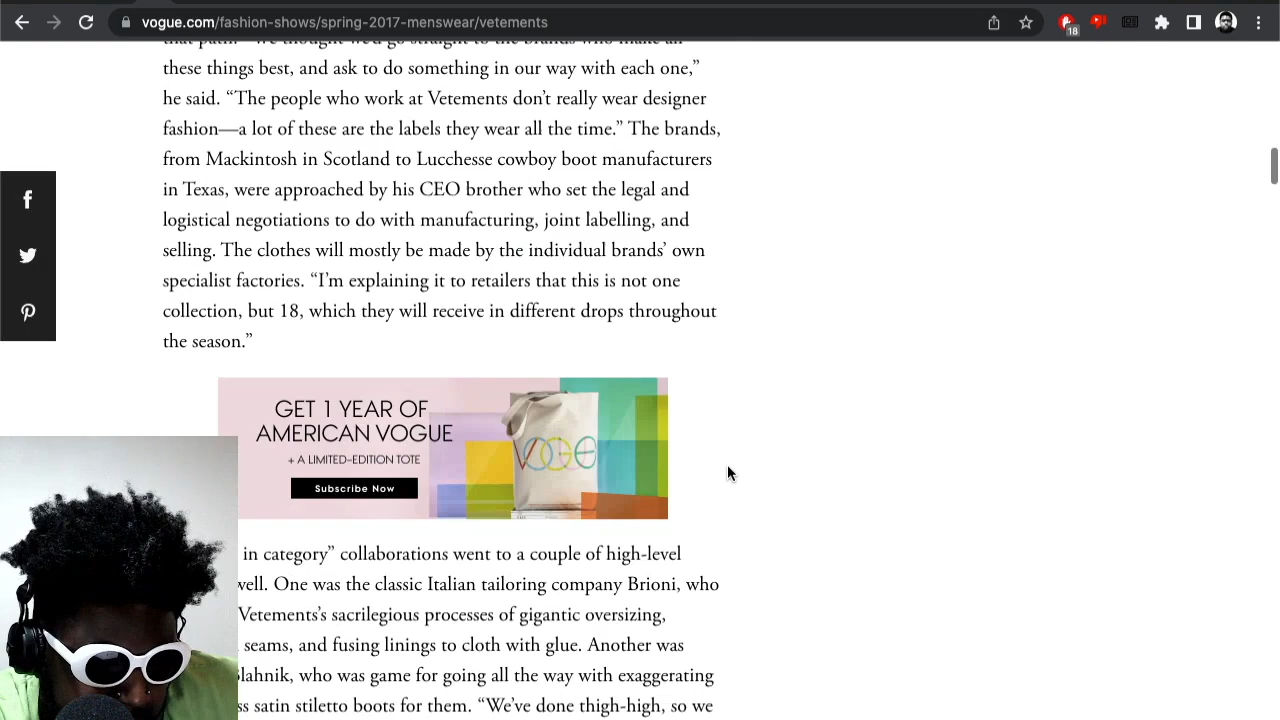 vogue.com/fashion-shows/spring-2017-menswear/vetements
18
these things best, and ask to do something in our way with each one,”
he said. “The people who work at Vetements don’t really wear designer
fashion—a lot of these are the labels they wear all the time.” The brands,
from Mackintosh in Scotland to Lucchesse cowboy boot manufacturers
in Texas, were approached by his CEO brother who set the legal and
logistical negotiations to do with manufacturing, joint labelling, and
selling. The clothes will mostly be made by the individual brands’ own
specialist factories. “I’m explaining it to retailers that this is not one
collection, but 18, which they will receive in different drops throughout
the season.”
GET 1 YEAR OF
AMERICAN VOGUE
+ A LIMITED-EDITION TOTE
Subscribe Now
VOGUE
in category” collaborations went to a couple of high-level
well. One was the classic Italian tailoring company Brioni, who
Vetements’s sacrilegious processes of gigantic oversizing,
seams, and fusing linings to cloth with glue. Another was
Blahnik, who was game for going all the way with exaggerating
satin stiletto boots for them. “We’ve done thigh-high, so we